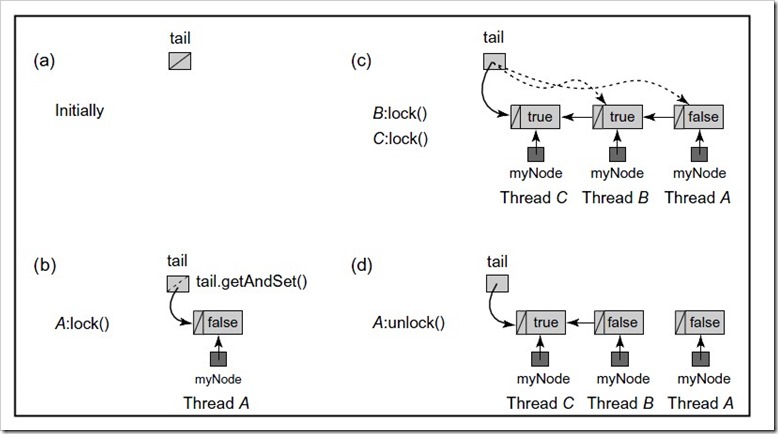 (a)
tail
Initially
(b)
tail
tail.getAndSet()
A:lock()
false
myNode
Thread A
(c)
tail
B:lock()
C:lock()
true
true
false
myNode
myNode
myNode
Thread C
Thread B
Thread A
(d)
tail
A:unlock()
true
false
false
myNode
myNode
myNode
Thread C
Thread B
Thread A